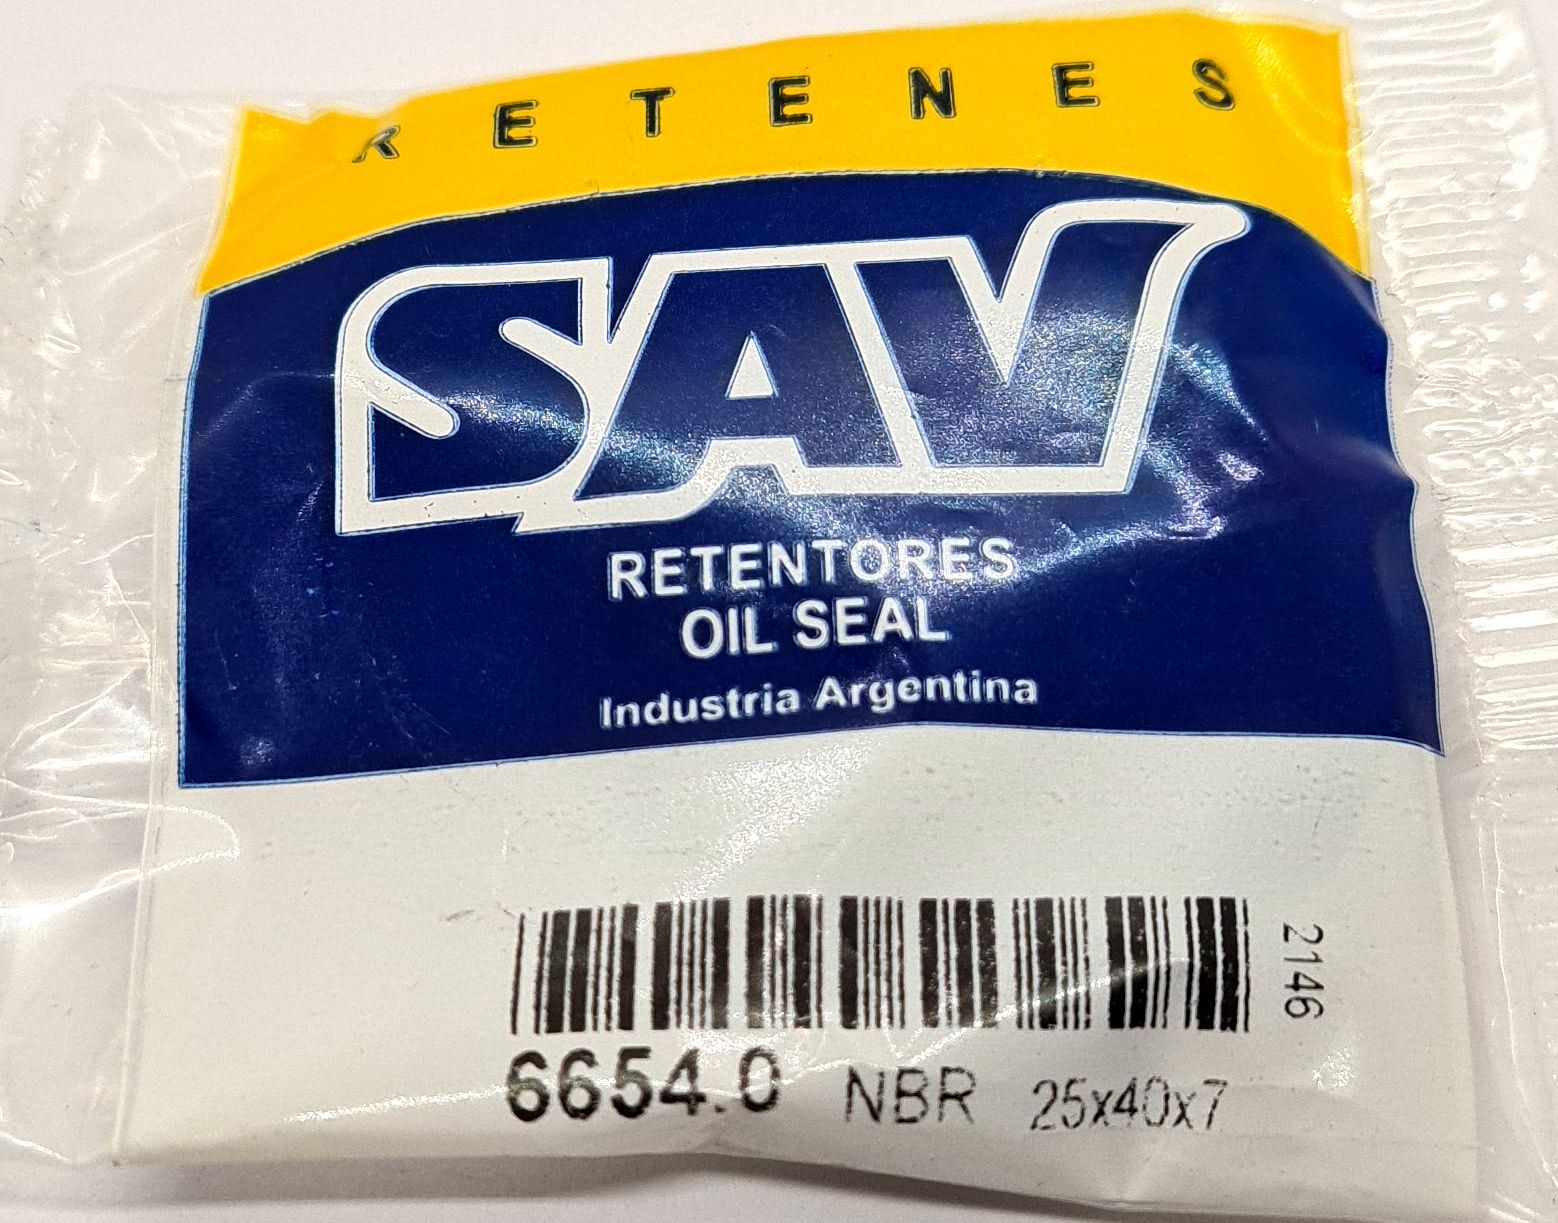 RETENES
SAV
RETENTORES
OIL SEAL
Industria Argentina
2146
6654.0 NBR 25x40x7